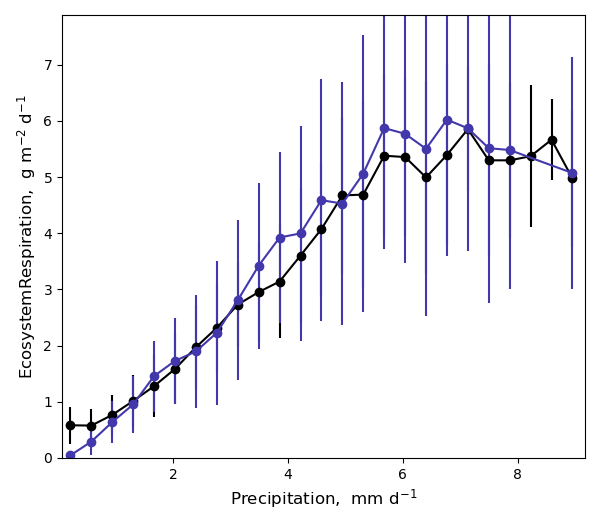 7
6
5
4
3
2
1
0
2 4 6 8
EcosystemRespiration, g m⁻² d⁻¹
Precipitation, mm d⁻¹